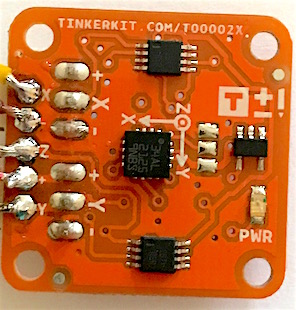 TINKERKIT.COM/T00002X
+
X
X
-
X
Z
Z
Y
+
Y
Y
-
PWR